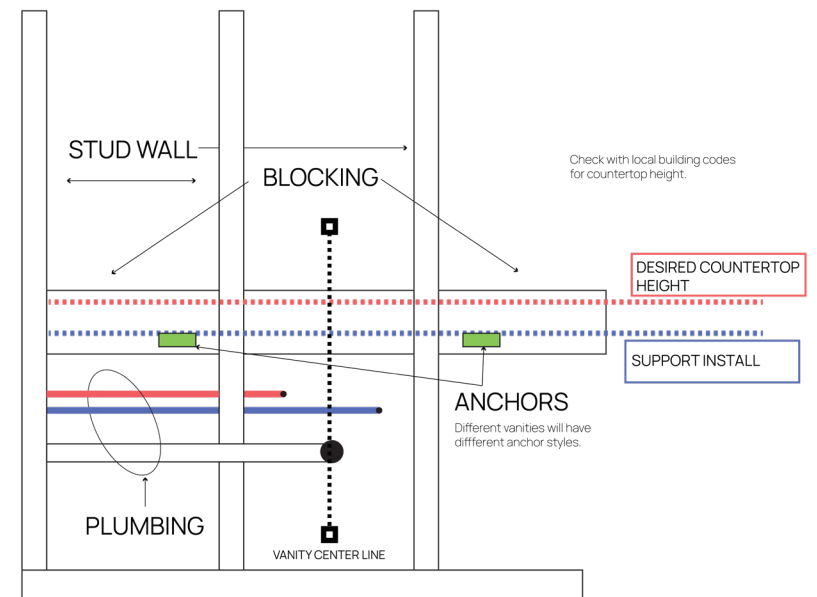 STUD WALL
BLOCKING
Check with local building codes
for countertop height.
DESIRED COUNTERTOP
HEIGHT
SUPPORT INSTALL
ANCHORS
Different vanities will have
diffferent anchor styles.
PLUMBING
VANITY CENTER LINE